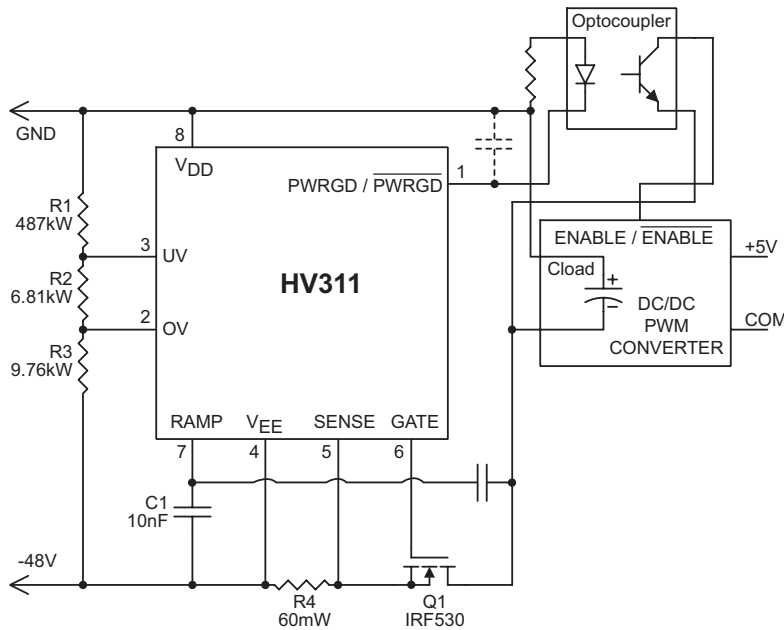 Optocoupler
GND
8
VDD
1
PWRGD / PWRGD
R1
487kW
3
UV
ENABLE / ENABLE
+5V
R2
6.81kW
HV311
Cload
+
−
DC/DC
PWM
CONVERTER
2
OV
COM
R3
9.76kW
RAMP
VEE
SENSE
GATE
7
4
5
6
C1
10nF
-48V
R4
60mW
Q1
IRF530